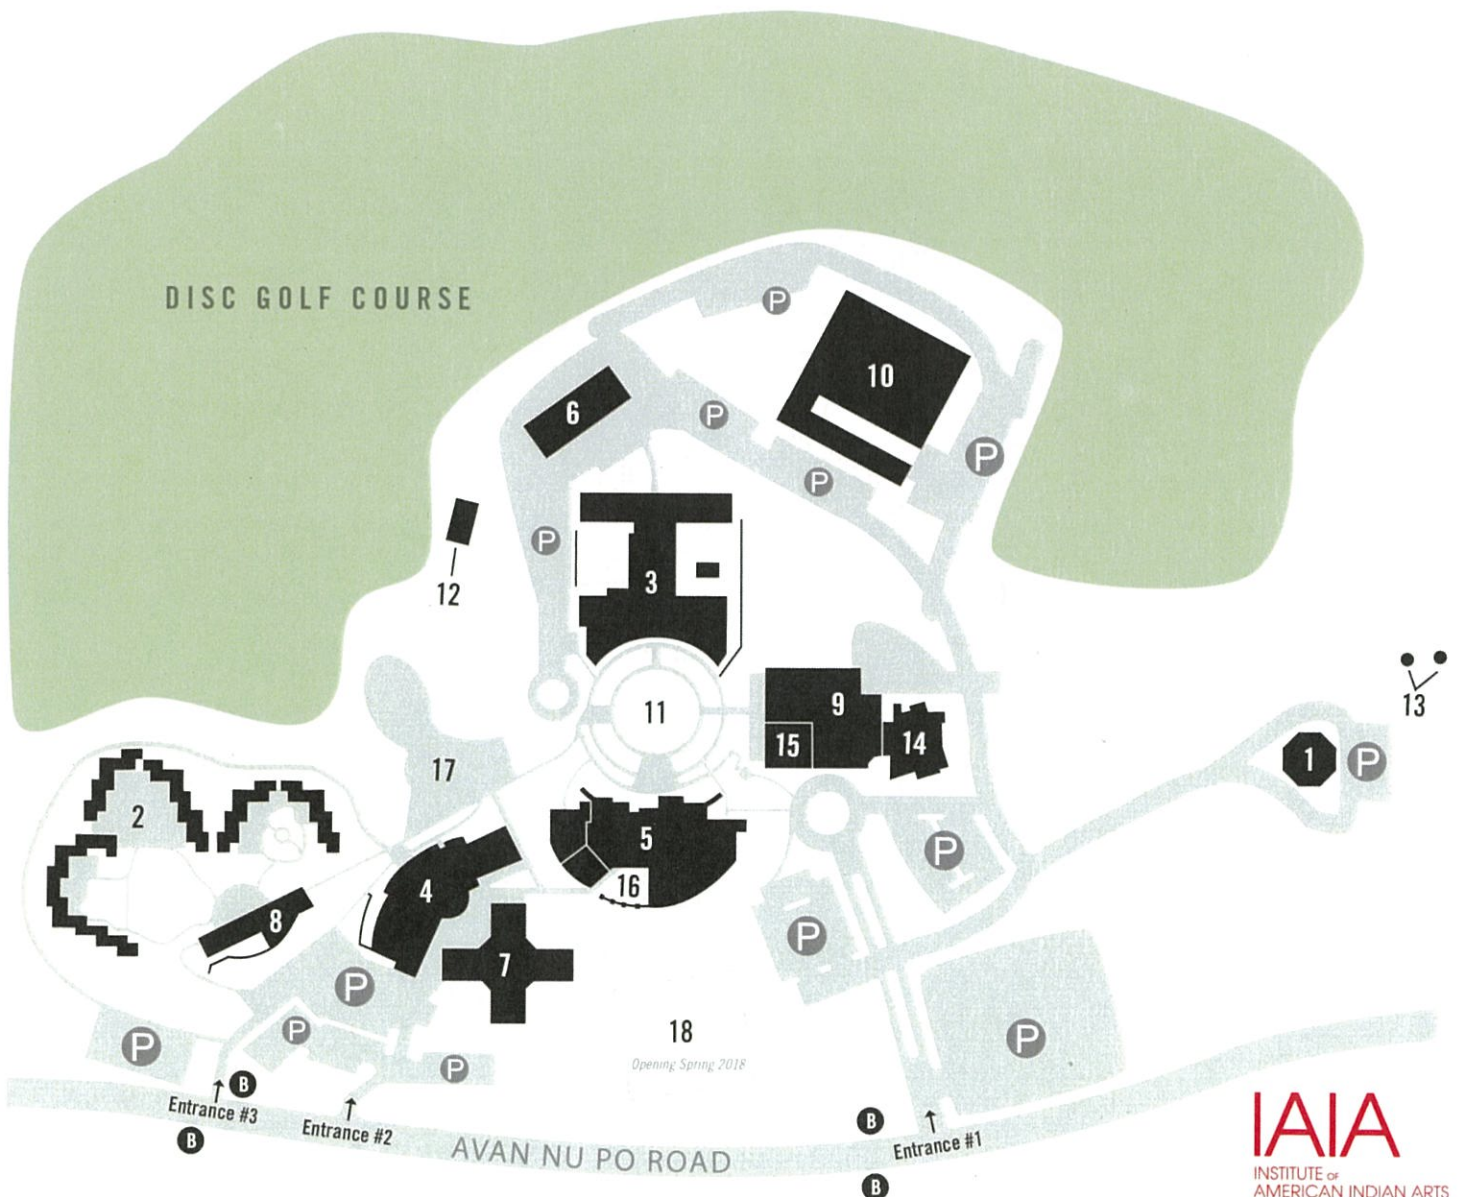 DISC GOLF COURSE
P
10
6
P
P
P
P
12
3
11
9
15
14
13
1
P
17
2
5
16
4
8
7
P
P
P
18
Opening Spring 2018
P
P
P
P
B
Entrance #3
B
Entrance #2
AVAN NU PO ROAD
B
Entrance #1
B
IAIA
INSTITUTE OF
AMERICAN INDIAN ARTS